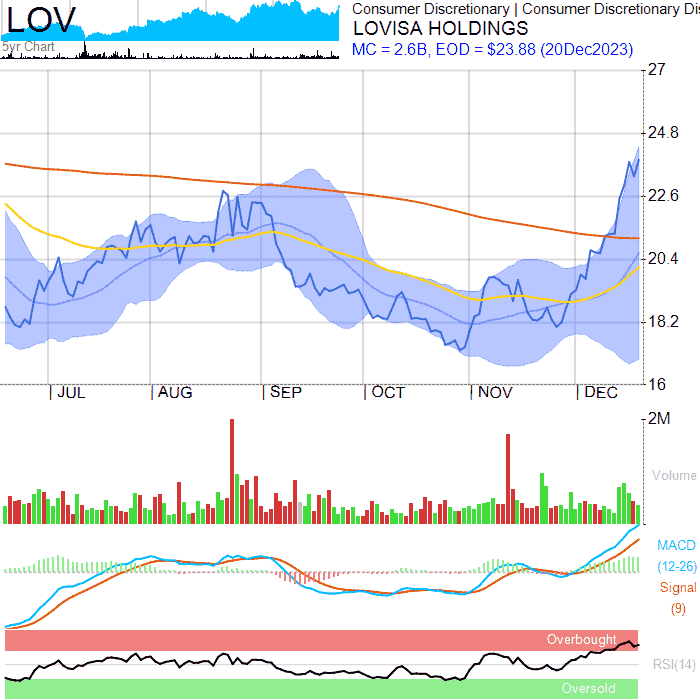 LOV
5yr Chart
Consumer Discretionary | Consumer Discretionary Dis
LOVISA HOLDINGS
MC = 2.6B, EOD = $23.88 (20Dec2023)
27
24.8
22.6
20.4
18.2
16
JUL AUG SEP OCT NOV DEC
2M
Volume
MACD
(12-26)
Signal
(9)
Overbought
RSI(14)
Oversold